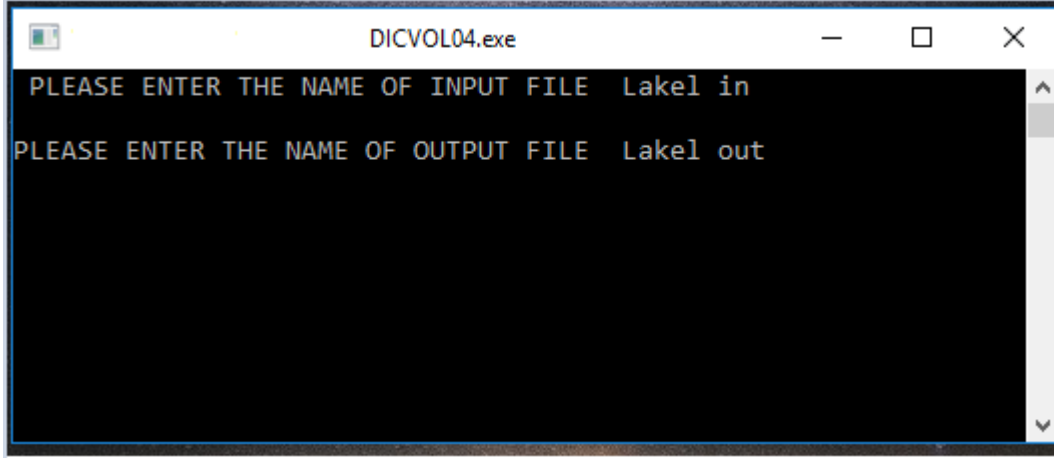 DICVOL04.exe
PLEASE ENTER THE NAME OF INPUT FILE Lakel in
PLEASE ENTER THE NAME OF OUTPUT FILE Lakel out